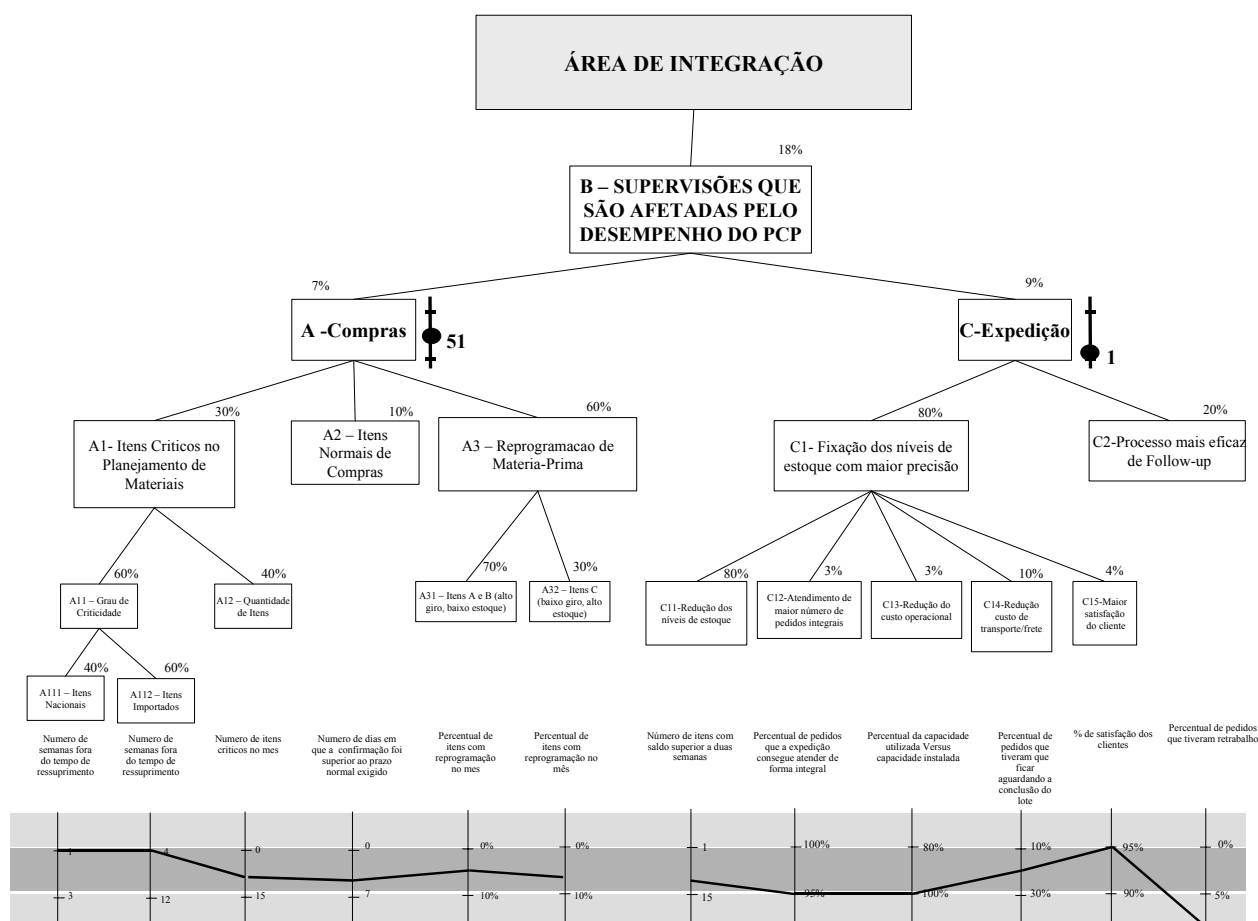 ÁREA DE INTEGRAÇÃO
18%
B – SUPERVISÕES QUE
SÃO AFETADAS PELO
DESEMPENHO DO PCP
7%
9%
A -Compras
51
C-Expedição
1
30%
10%
60%
80%
20%
A1- Itens Criticos no
Planejamento de
Materiais
A2 – Itens
Normais de
Compras
A3 – Reprogramacao de
Materia-Prima
C1- Fixação dos níveis de
estoque com maior precisão
C2-Processo mais eficaz
de Follow-up
60%
40%
70%
30%
80%
3%
3%
10%
4%
A11 – Grau de
Criticidade
A12 – Quantidade
de Itens
A31 – Itens A e B (alto
giro, baixo estoque)
A32 – Itens C
(baixo giro, alto
estoque)
C11-Redução dos
níveis de estoque
C12-Atendimento de
maior número de
pedidos integrais
C13-Redução do
custo operacional
C14-Redução
custo de
transporte/frete
C15-Maior
satisfação
do cliente
40%
60%
A111 – Itens
Nacionais
A112 – Itens
Importados
Numero de
semanas fora
do tempo de
ressuprimento
Numero de
semanas fora
do tempo de
ressuprimento
Numero de itens
criticos no mes
Numero de dias em
que a confirmação foi
superior ao prazo
normal exigido
Percentual de
itens com
reprogramação
no mes
Percentual de
itens com
reprogramação no
mês
Número de itens com
saldo superior a duas
semanas
Percentual de pedidos
que a expedição
consegue atender de
forma integral
Percentual da capacidade
utilizada Versus
capacidade instalada
Percentual de
pedidos que
tiveram que
ficar
aguardando a
conclusão do
lote
% de satisfação dos
clientes
Percentual de pedidos
que tiveram retrabalho
1
4
0
0
0%
0%
1
100%
80%
10%
95%
0%
3
12
15
7
10%
10%
15
95%
100%
30%
90%
5%